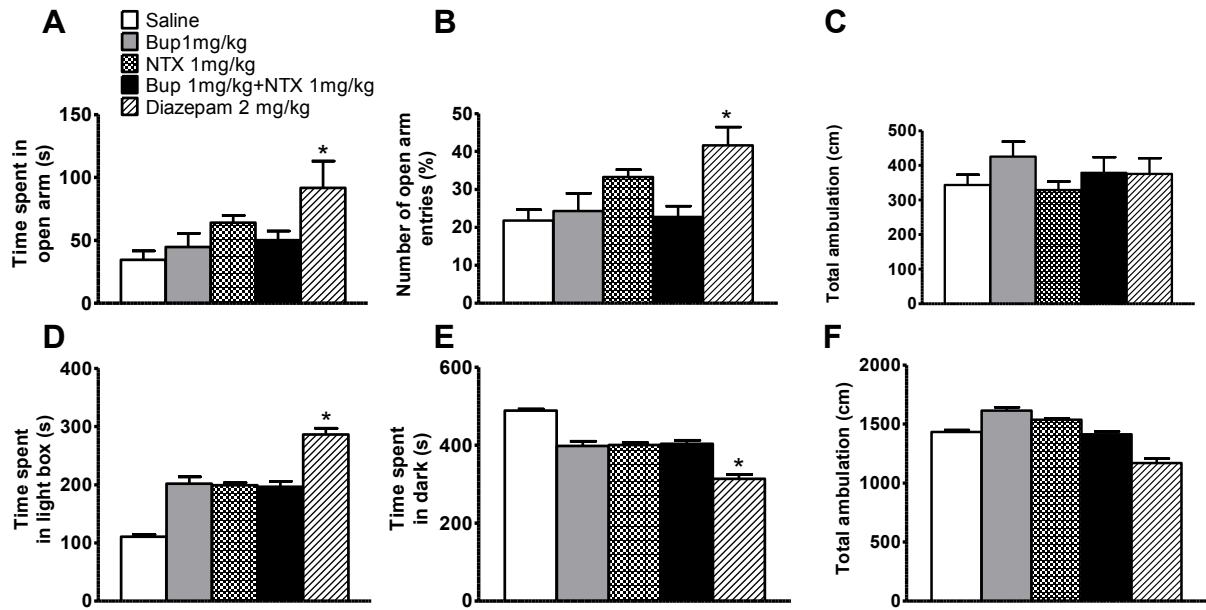 A
Saline
Bup1mg/kg
NTX 1mg/kg
Bup 1mg/kg+NTX 1mg/kg
Diazepam 2 mg/kg
Time spent in
open arm (s)
150
100
50
0
*
B
Number of open arm
entries (%)
50
40
30
20
10
0
*
C
Total ambulation (cm)
500
400
300
200
100
0
D
Time spent
in light box (s)
400
300
200
100
0
*
E
Time spent
in dark (s)
600
400
200
0
*
F
Total ambulation (cm)
2000
1500
1000
500
0